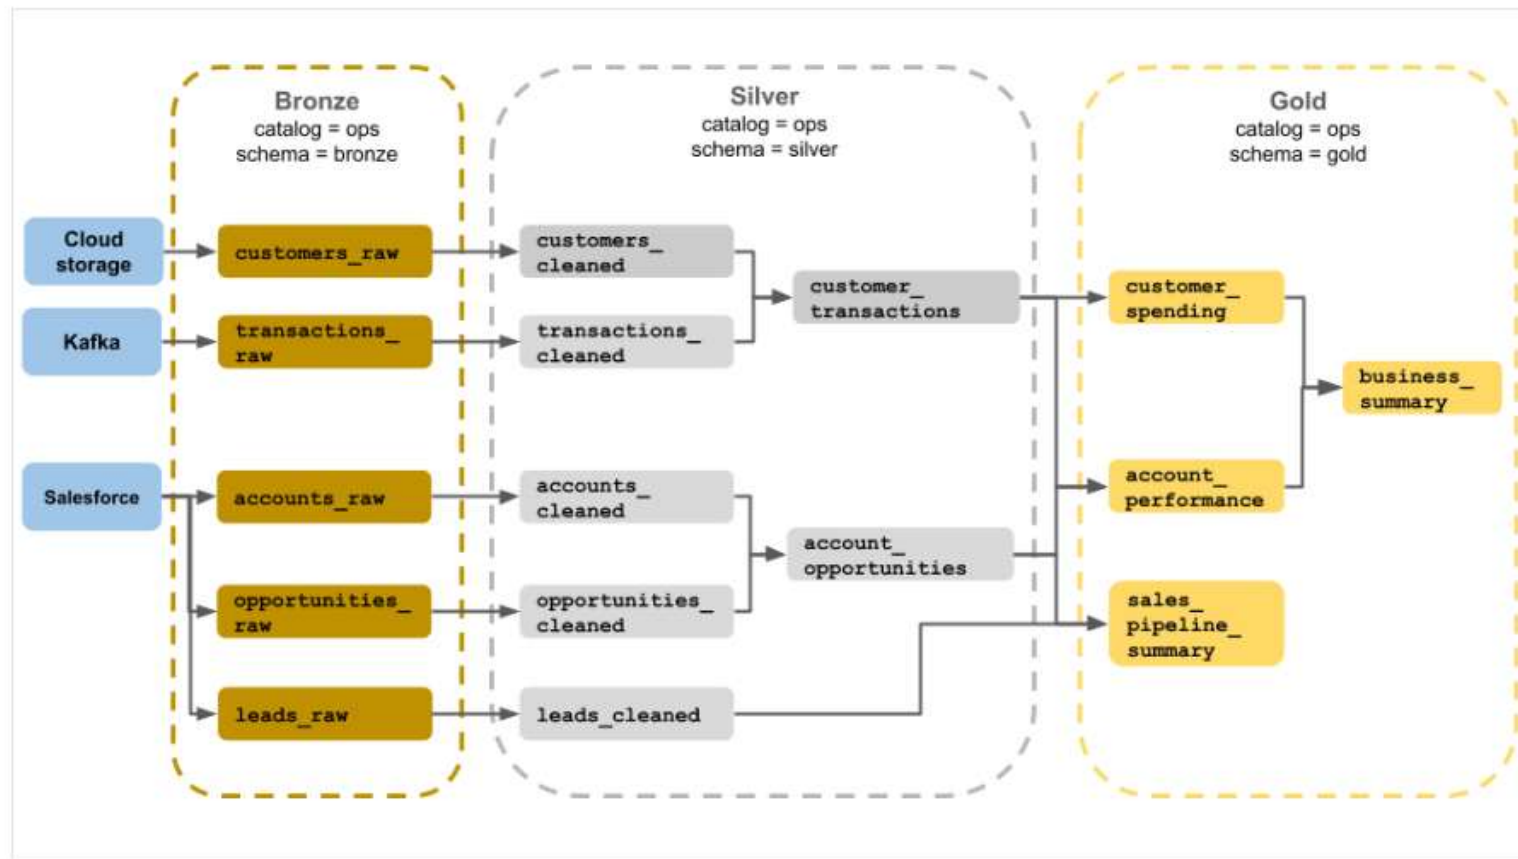 Bronze
catalog = ops
schema = bronze
Silver
catalog = ops
schema = silver
Gold
catalog = ops
schema = gold
Cloud
storage
customers_raw
customers_
cleaned
customer_
transactions
customer_
spending
Kafka
transactions_
raw
transactions_
cleaned
business_
summary
Salesforce
accounts_raw
accounts_
cleaned
account_
performance
account_
opportunities
opportunities_
raw
opportunities_
cleaned
sales_
pipeline_
summary
leads_raw
leads_cleaned